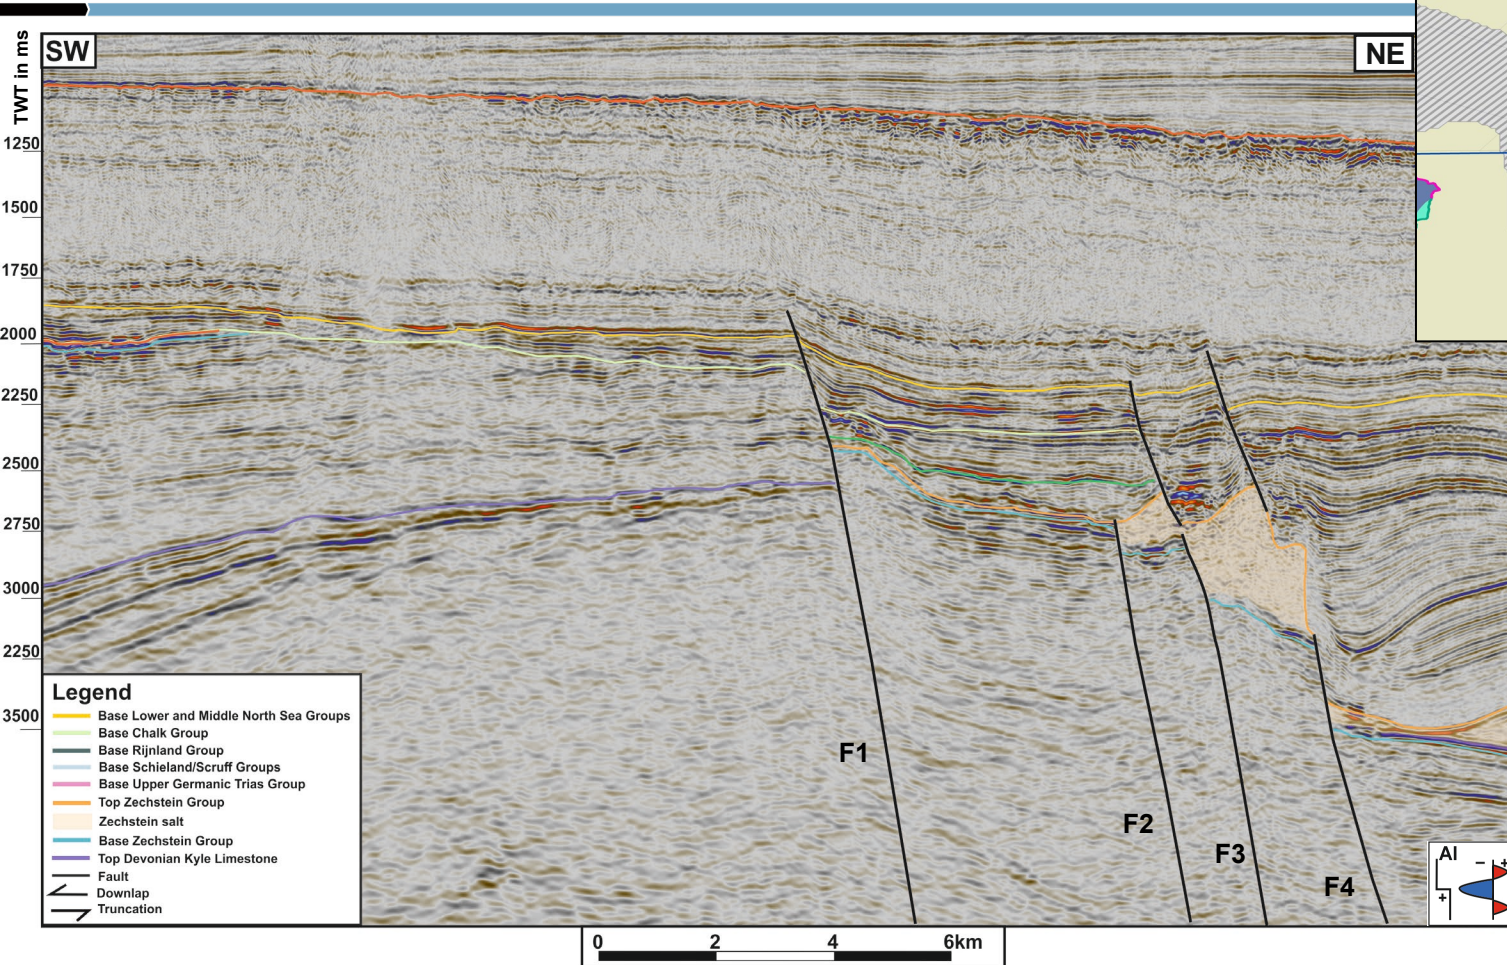 TWT in ms
SW
NE
1250
1500
1750
2000
2250
2500
2750
3000
2250
3500
F1
F2
F3
F4
Legend
Base Lower and Middle North Sea Groups
Base Chalk Group
Base Rijnland Group
Base Schieland/Scruff Groups
Base Upper Germanic Trias Group
Top Zechstein Group
Zechstein salt
Base Zechstein Group
Top Devonian Kyle Limestone
Fault
Downlap
Truncation
AI
− +
+
0 2 4 6km